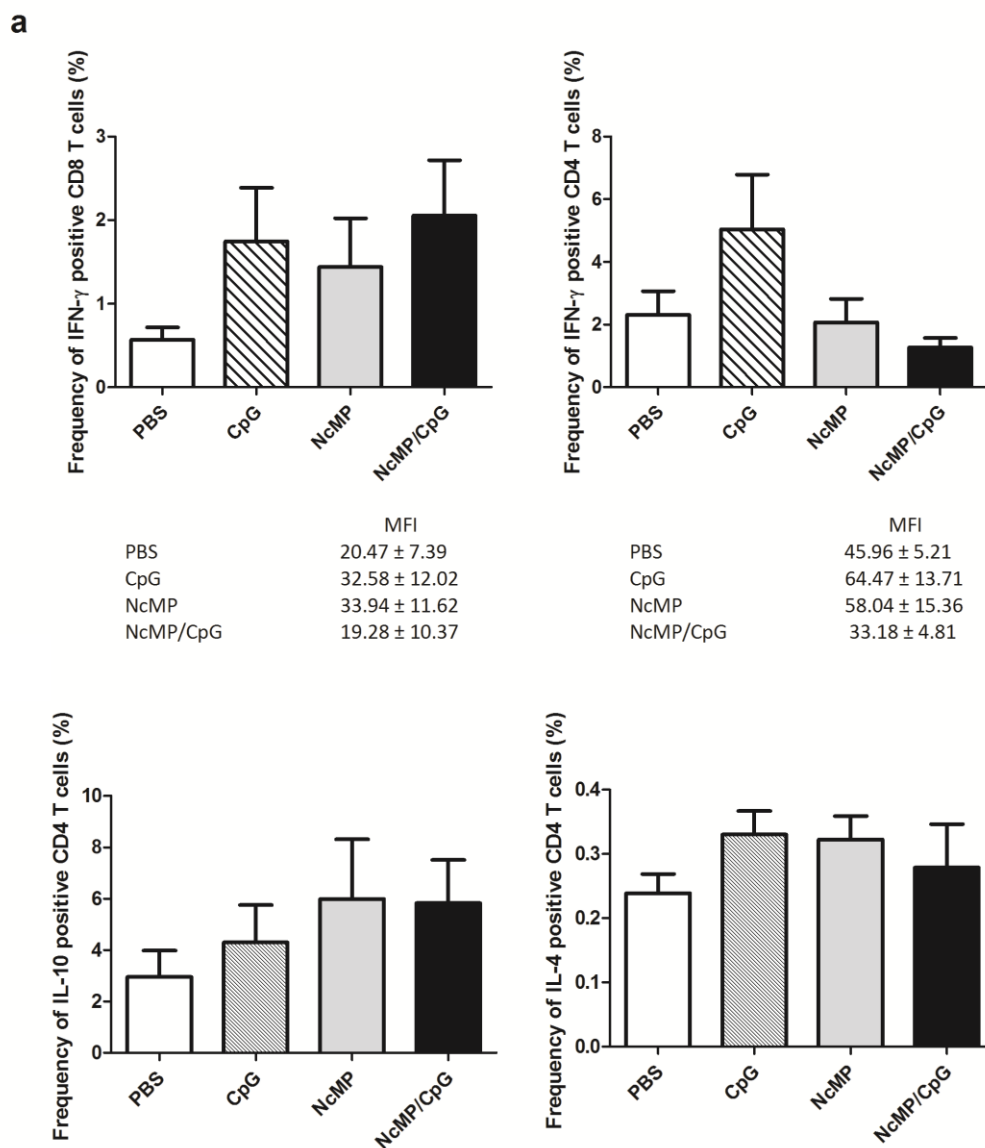 a
Frequency of IFN-γ positive CD8 T cells (%)
3
2
1
0
PBS
CpG
NcMP
NcMP/CpG
Frequency of IFN-γ positive CD4 T cells (%)
8
6
4
2
0
PBS
CpG
NcMP
NcMP/CpG
MFI
PBS 20.47 ± 7.39
CpG 32.58 ± 12.02
NcMP 33.94 ± 11.62
NcMP/CpG 19.28 ± 10.37
MFI
PBS 45.96 ± 5.21
CpG 64.47 ± 13.71
NcMP 58.04 ± 15.36
NcMP/CpG 33.18 ± 4.81
Frequency of IL-10 positive CD4 T cells (%)
10
8
6
4
2
0
PBS
CpG
NcMP
NcMP/CpG
Frequency of IL-4 positive CD4 T cells (%)
0.4
0.3
0.2
0.1
0.0
PBS
CpG
NcMP
NcMP/CpG